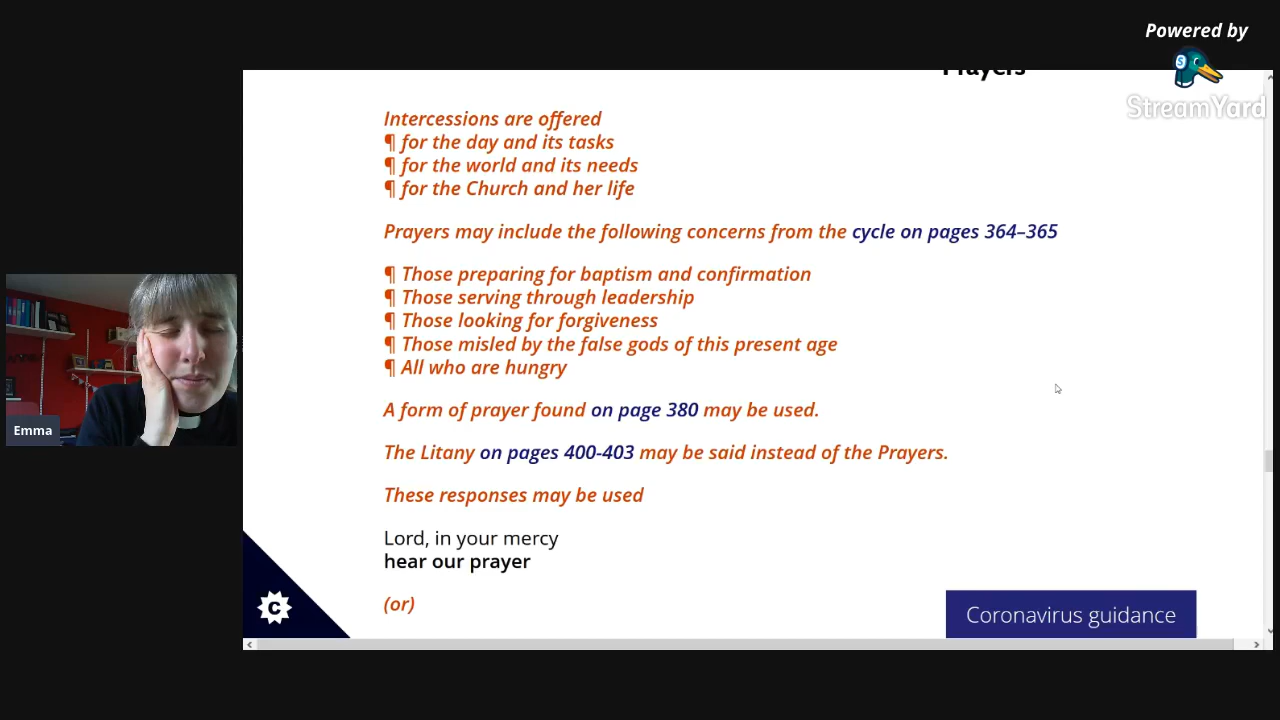 Powered by
StreamYard
Prayers
Intercessions are offered
¶ for the day and its tasks
¶ for the world and its needs
¶ for the Church and her life
Prayers may include the following concerns from the cycle on pages 364–365
¶ Those preparing for baptism and confirmation
¶ Those serving through leadership
¶ Those looking for forgiveness
¶ Those misled by the false gods of this present age
¶ All who are hungry
A form of prayer found on page 380 may be used.
The Litany on pages 400-403 may be said instead of the Prayers.
These responses may be used
Lord, in your mercy
hear our prayer
(or)
Emma
C
Coronavirus guidance